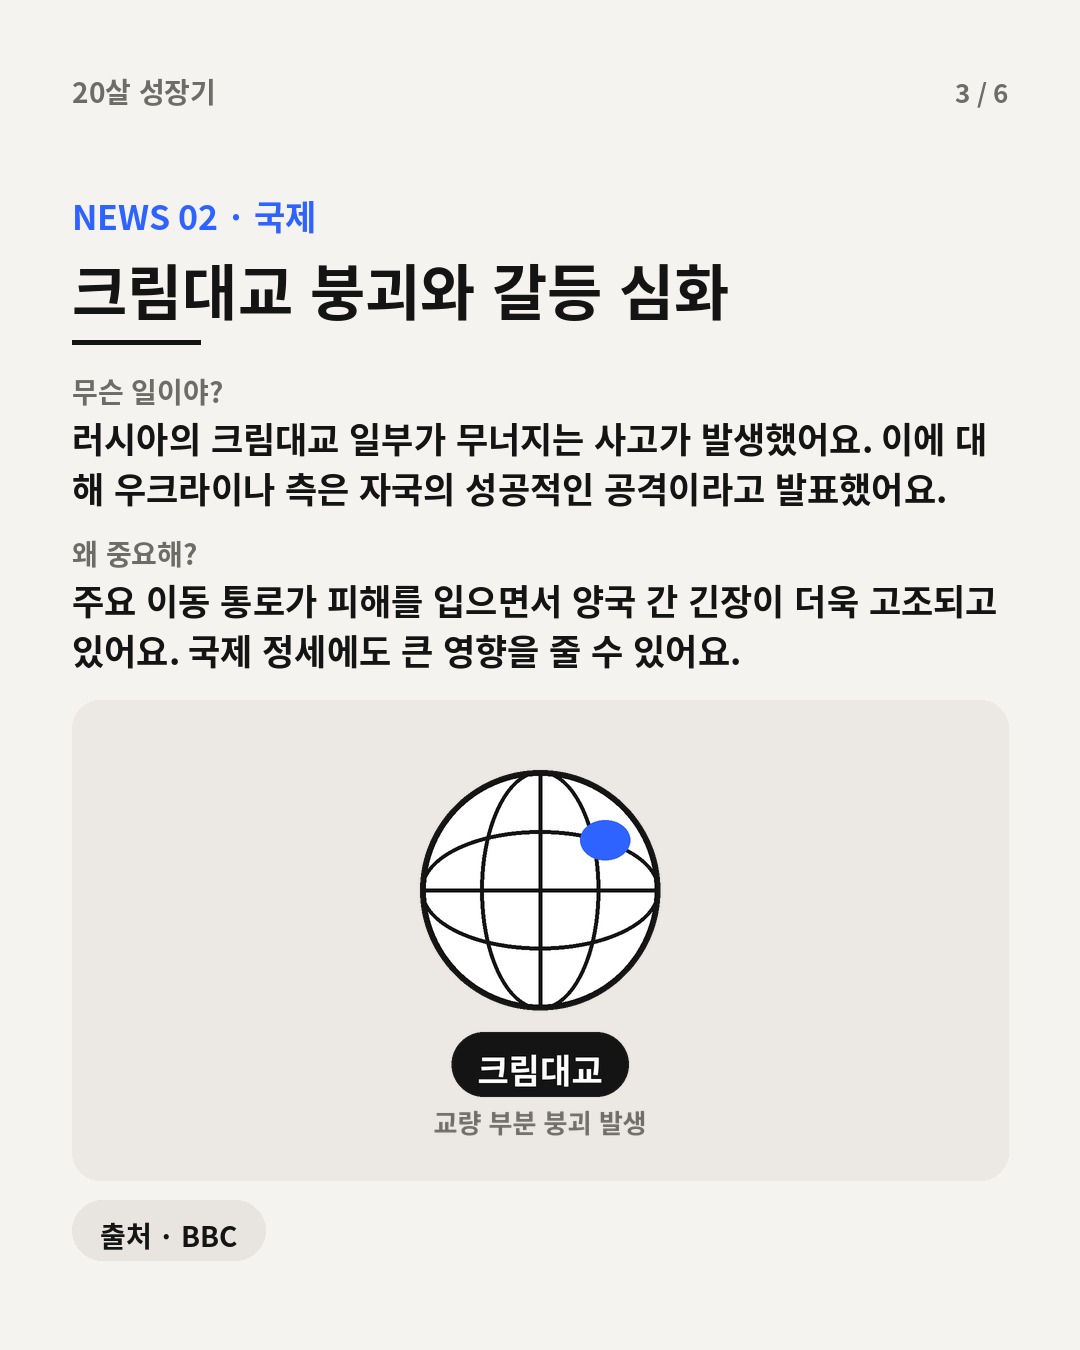 20살 성장기
3 / 6
NEWS 02 · 국제
크림대교 붕괴와 갈등 심화
무슨 일이야?
러시아의 크림대교 일부가 무너지는 사고가 발생했어요. 이에 대
해 우크라이나 측은 자국의 성공적인 공격이라고 발표했어요.
왜 중요해?
주요 이동 통로가 피해를 입으면서 양국 간 긴장이 더욱 고조되고
있어요. 국제 정세에도 큰 영향을 줄 수 있어요.
크림대교
교량 부분 붕괴 발생
출처 · BBC